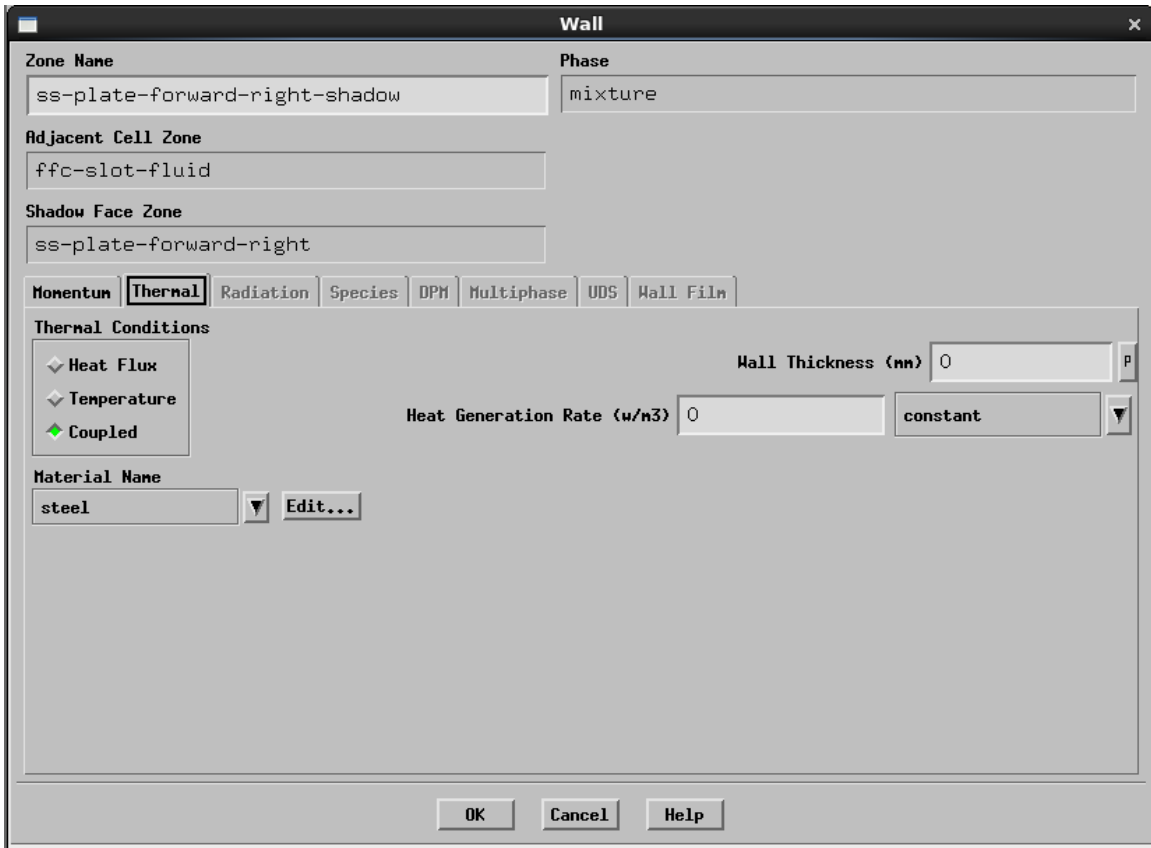 Wall
Zone Name
Phase
ss-plate-forward-right-shadow
mixture
Adjacent Cell Zone
ffc-slot-fluid
Shadow Face Zone
ss-plate-forward-right
Momentum Thermal Radiation Species DPM Multiphase UDS Wall Film
Thermal Conditions
Heat Flux
Temperature
Coupled
Wall Thickness (mm) 0 P
Heat Generation Rate (w/m3) 0 constant
Material Name
steel Edit...
OK Cancel Help